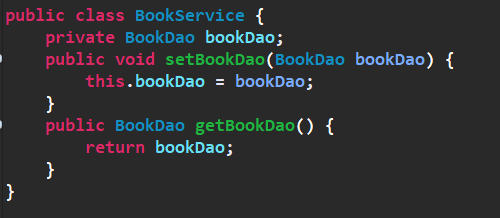 public class BookService {
    private BookDao bookDao;
    public void setBookDao(BookDao bookDao) {
        this.bookDao = bookDao;
    }
    public BookDao getBookDao() {
        return bookDao;
    }
}